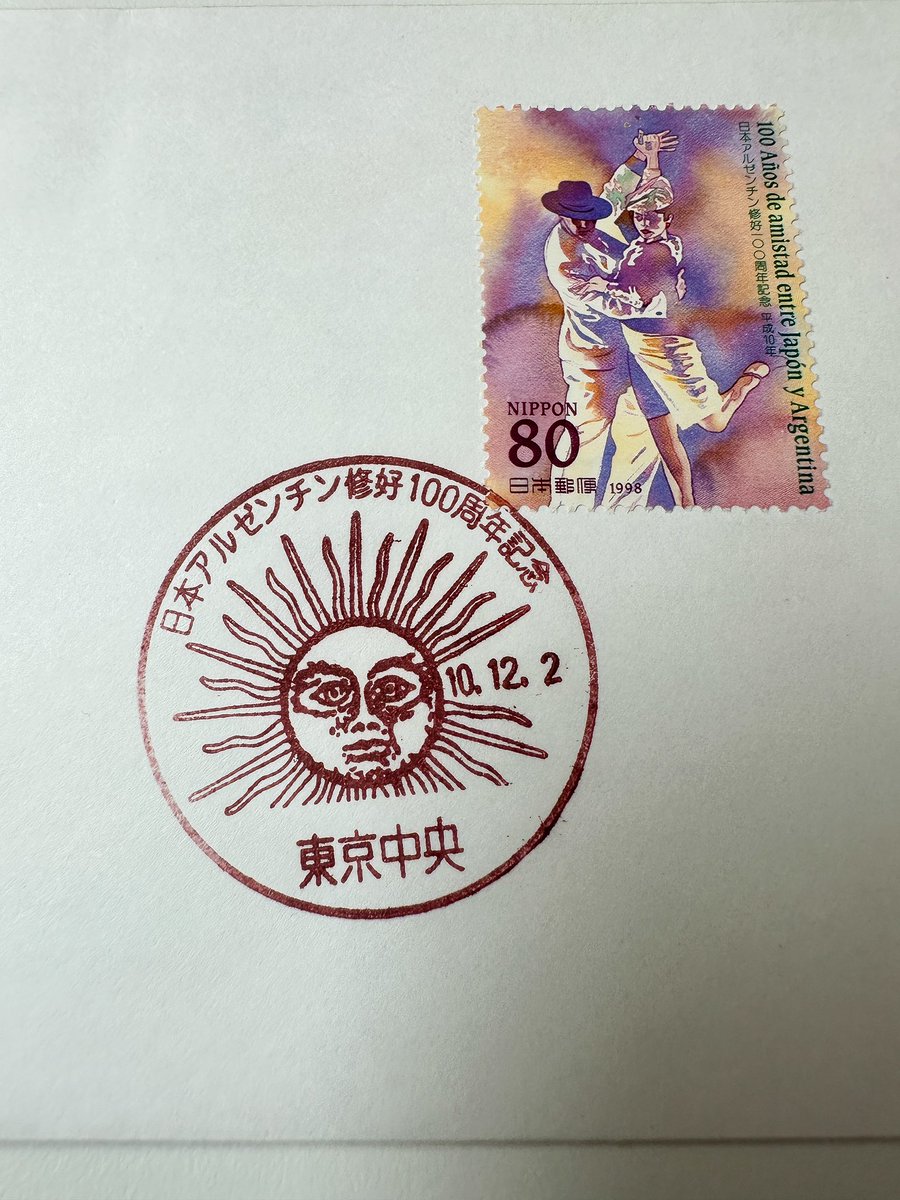 100 Años de amistad entre Japón y Argentina
日本アルゼンチン修好一〇〇周年記念 平成10年
NIPPON
80
日本郵便 1998
日本アルゼンチン修好100周年記念
10.12.2
東京中央